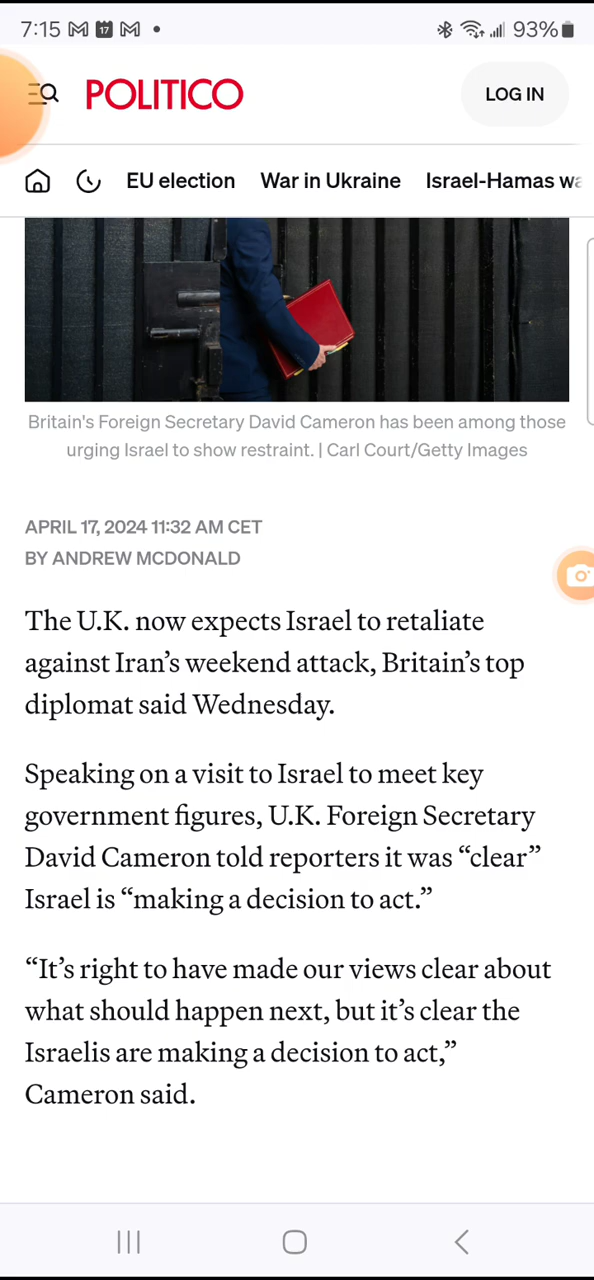 7:15 17 93%
POLITICO
LOG IN
EU election War in Ukraine Israel-Hamas wa
Britain's Foreign Secretary David Cameron has been among those
urging Israel to show restraint. | Carl Court/Getty Images
APRIL 17, 2024 11:32 AM CET
BY ANDREW MCDONALD
The U.K. now expects Israel to retaliate
against Iran’s weekend attack, Britain’s top
diplomat said Wednesday.
Speaking on a visit to Israel to meet key
government figures, U.K. Foreign Secretary
David Cameron told reporters it was “clear”
Israel is “making a decision to act.”
“It’s right to have made our views clear about
what should happen next, but it’s clear the
Israelis are making a decision to act,”
Cameron said.